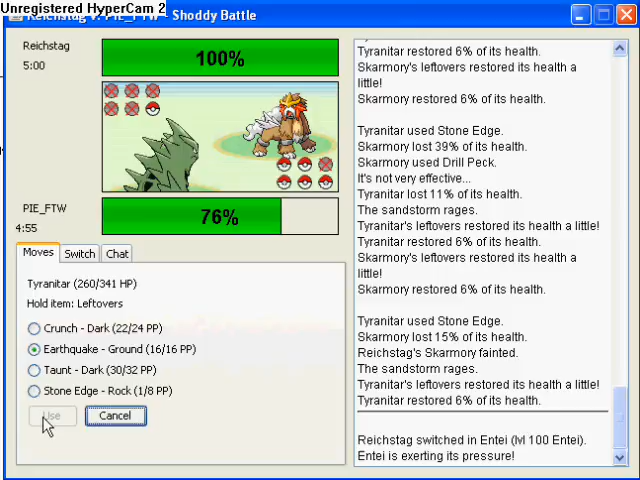 Unregistered HyperCam 2
Reichstag v. PIE_FTW - Shoddy Battle
Reichstag
5:00
100%
PIE_FTW
4:55
76%
Moves
Switch
Chat
Tyranitar (260/341 HP)
Hold item: Leftovers
Crunch - Dark (22/24 PP)
Earthquake - Ground (16/16 PP)
Taunt - Dark (30/32 PP)
Stone Edge - Rock (1/8 PP)
Use
Cancel
Tyranitar restored 6% of its health.
Skarmory's leftovers restored its health a
little!
Skarmory restored 6% of its health.
Tyranitar used Stone Edge.
Skarmory lost 39% of its health.
Skarmory used Drill Peck.
It's not very effective...
Tyranitar lost 11% of its health.
The sandstorm rages.
Tyranitar's leftovers restored its health a little!
Tyranitar restored 6% of its health.
Skarmory's leftovers restored its health a
little!
Skarmory restored 6% of its health.
Tyranitar used Stone Edge.
Skarmory lost 15% of its health.
Reichstag's Skarmory fainted.
The sandstorm rages.
Tyranitar's leftovers restored its health a little!
Tyranitar restored 6% of its health.
Reichstag switched in Entei (lvl 100 Entei).
Entei is exerting its pressure!